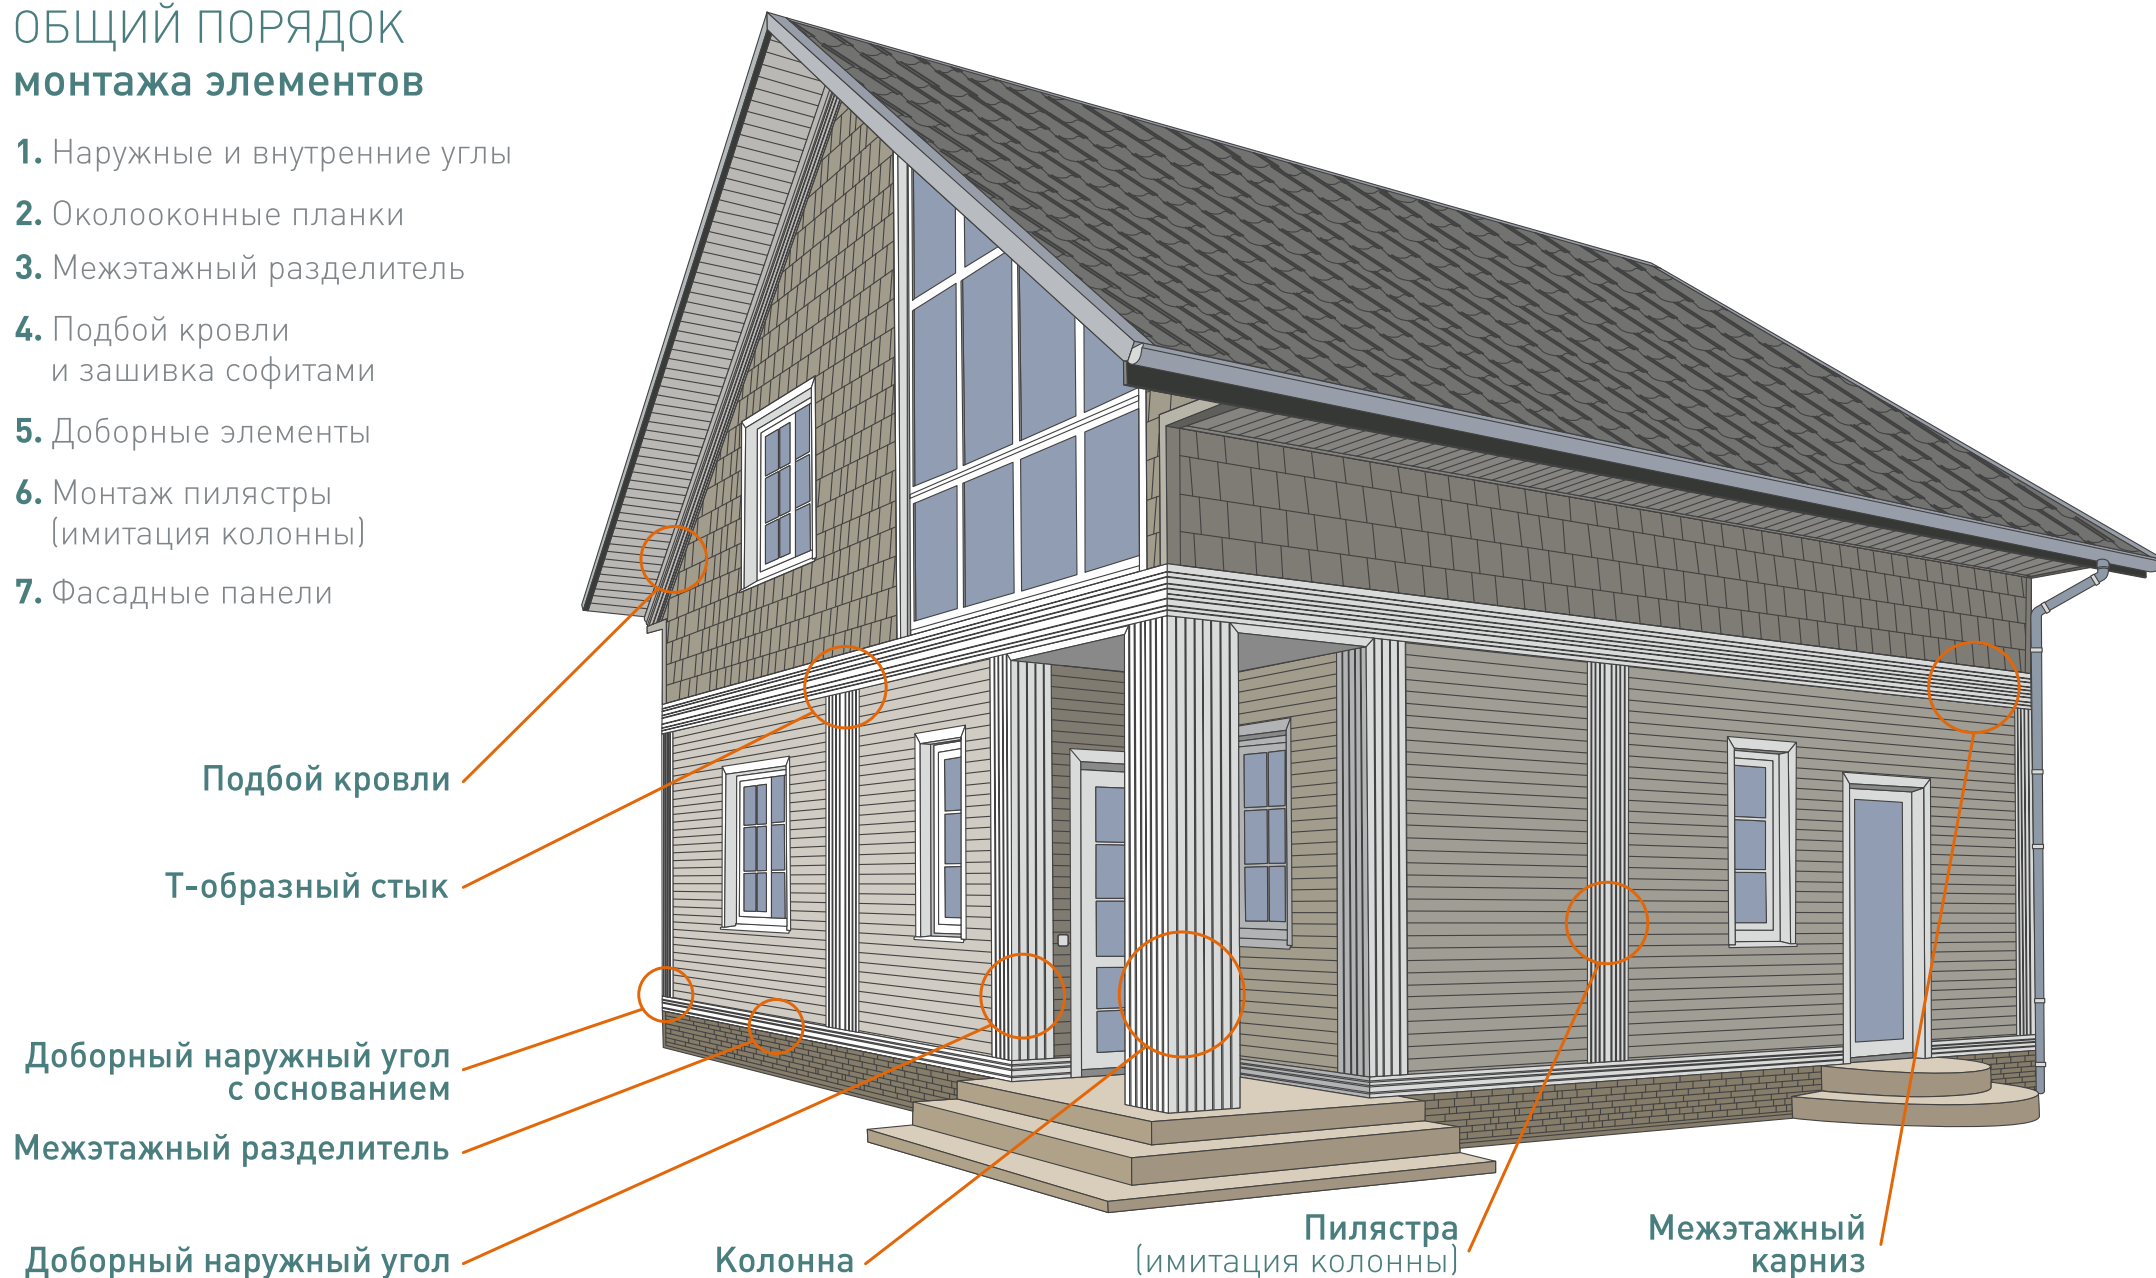 ОБЩИЙ ПОРЯДОК
монтажа элементов
1. Наружные и внутренние углы
2. Околооконные планки
3. Межэтажный разделитель
4. Подбой кровли
и зашивка софитами
5. Доборные элементы
6. Монтаж пилястры
(имитация колонны)
7. Фасадные панели
Подбой кровли
Т-образный стык
Доборный наружный угол
с основанием
Межэтажный разделитель
Доборный наружный угол
Колонна
Пилястра
(имитация колонны)
Межэтажный
карниз